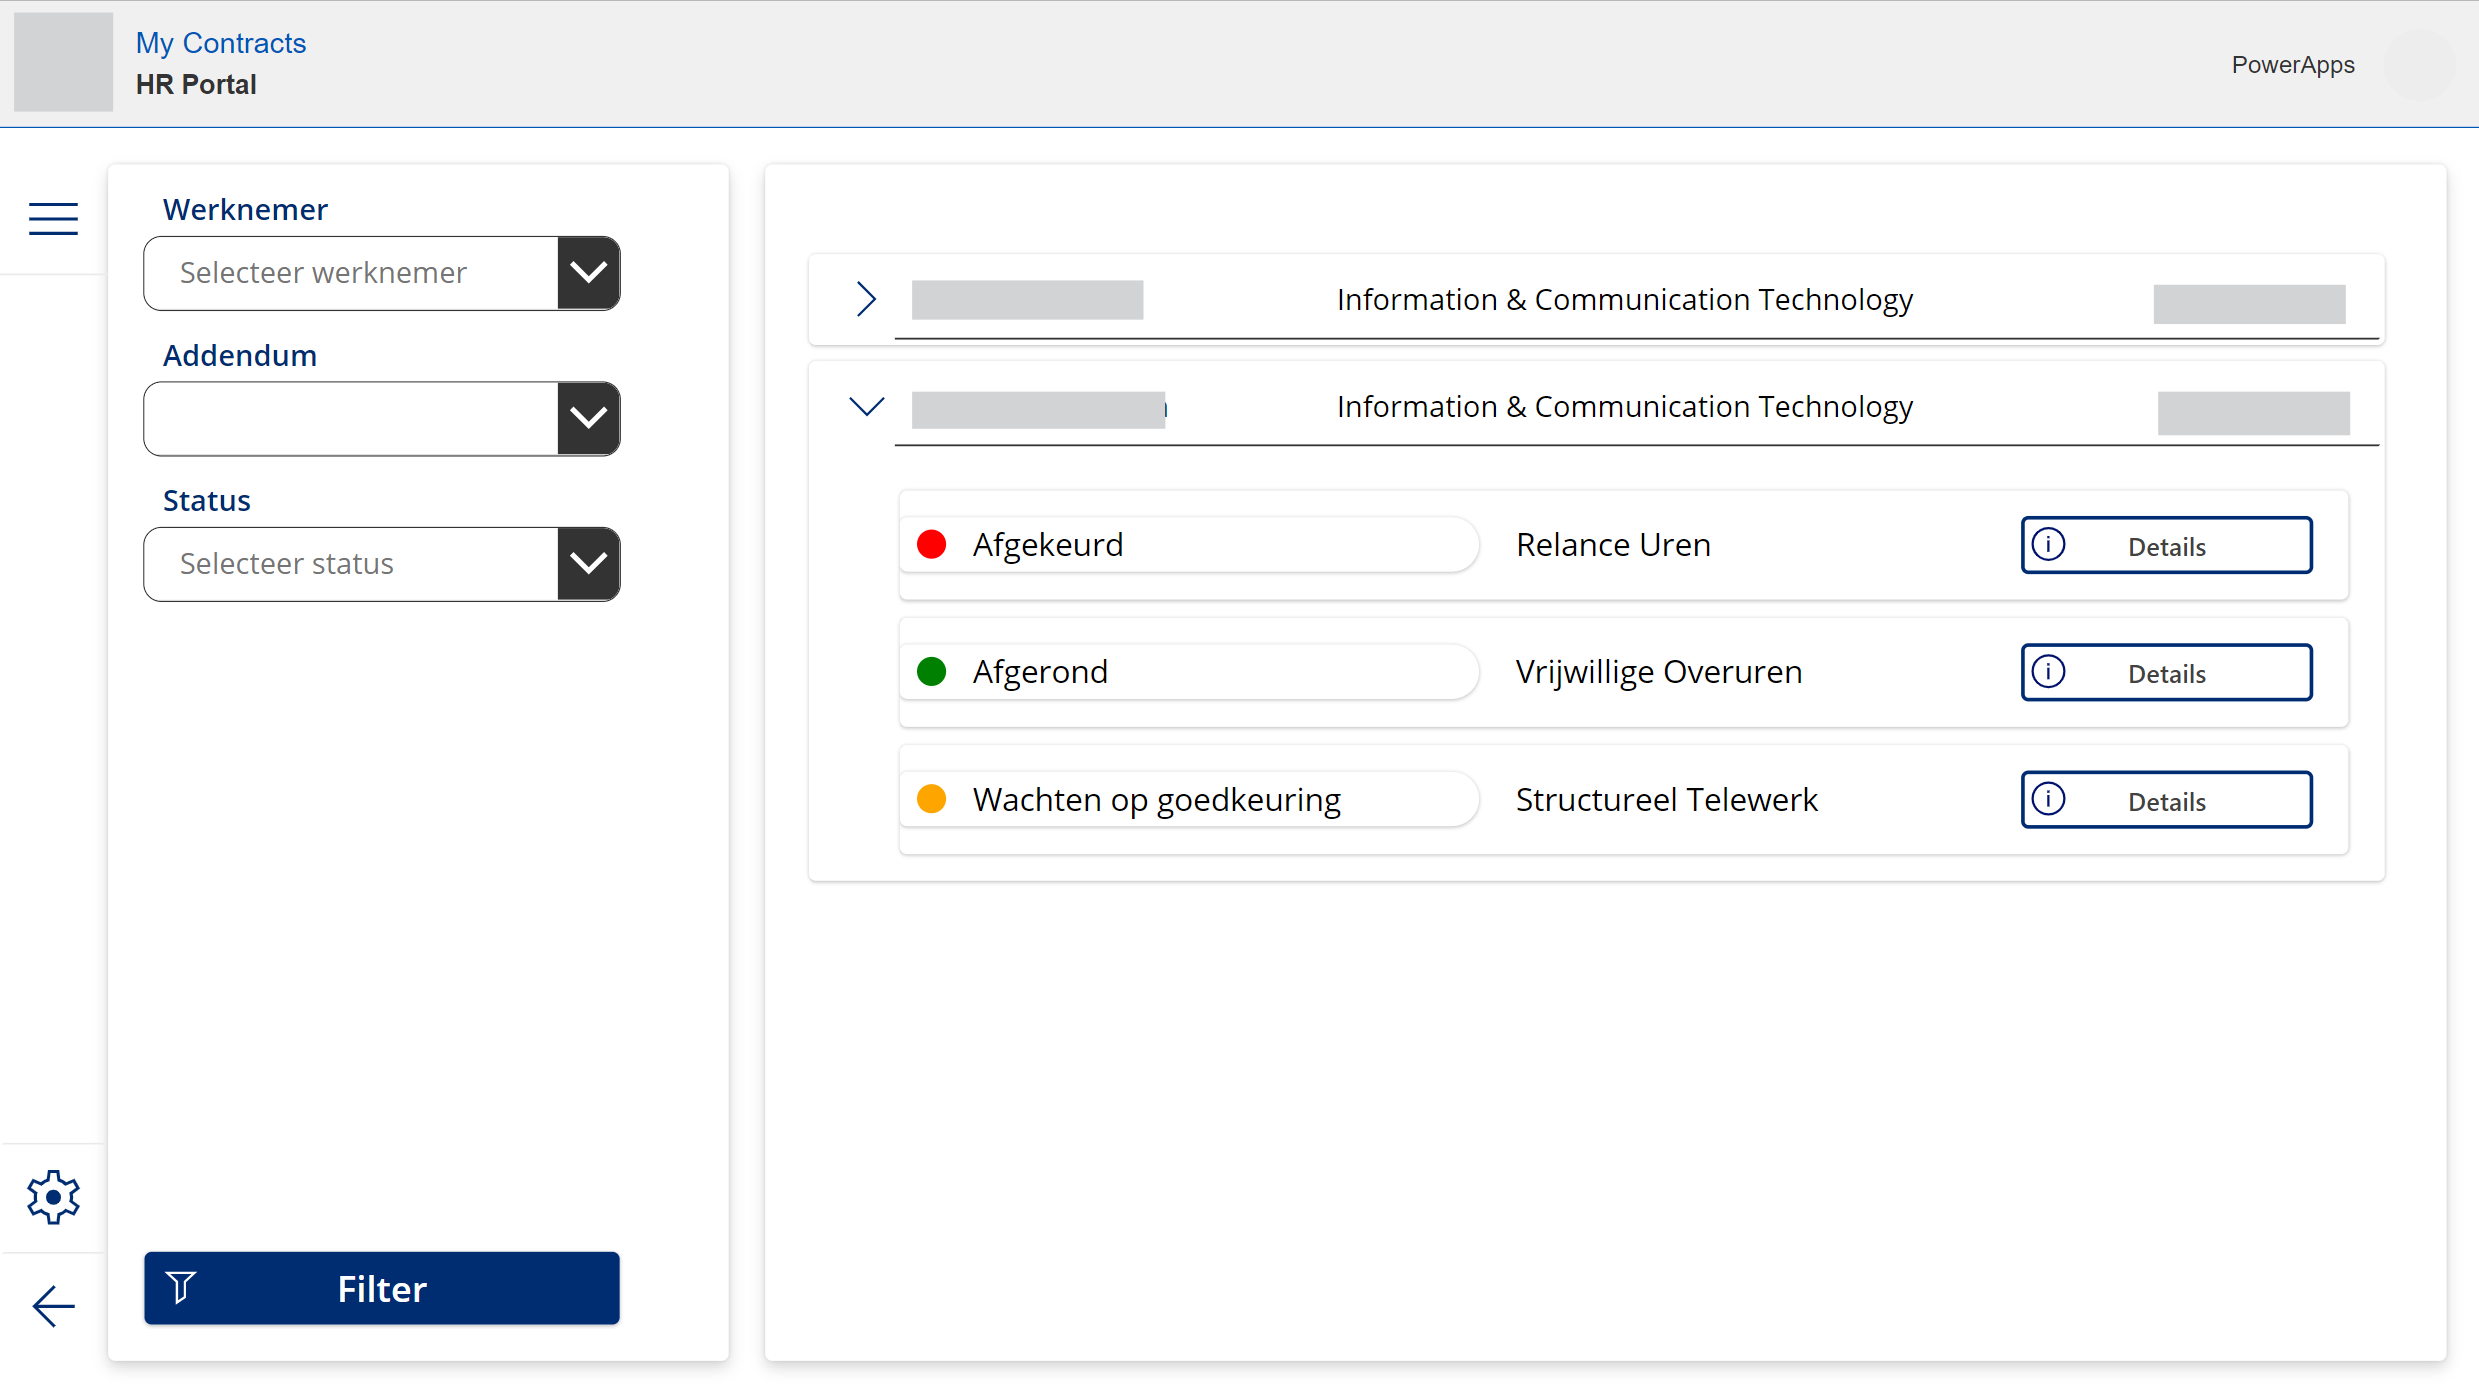 My Contracts
HR Portal
PowerApps
Werknemer
Selecteer werknemer
Addendum
Status
Selecteer status
Filter
Information & Communication Technology
Information & Communication Technology
Afgekeurd Relance Uren Details
Afgerond Vrijwillige Overuren Details
Wachten op goedkeuring Structureel Telewerk Details